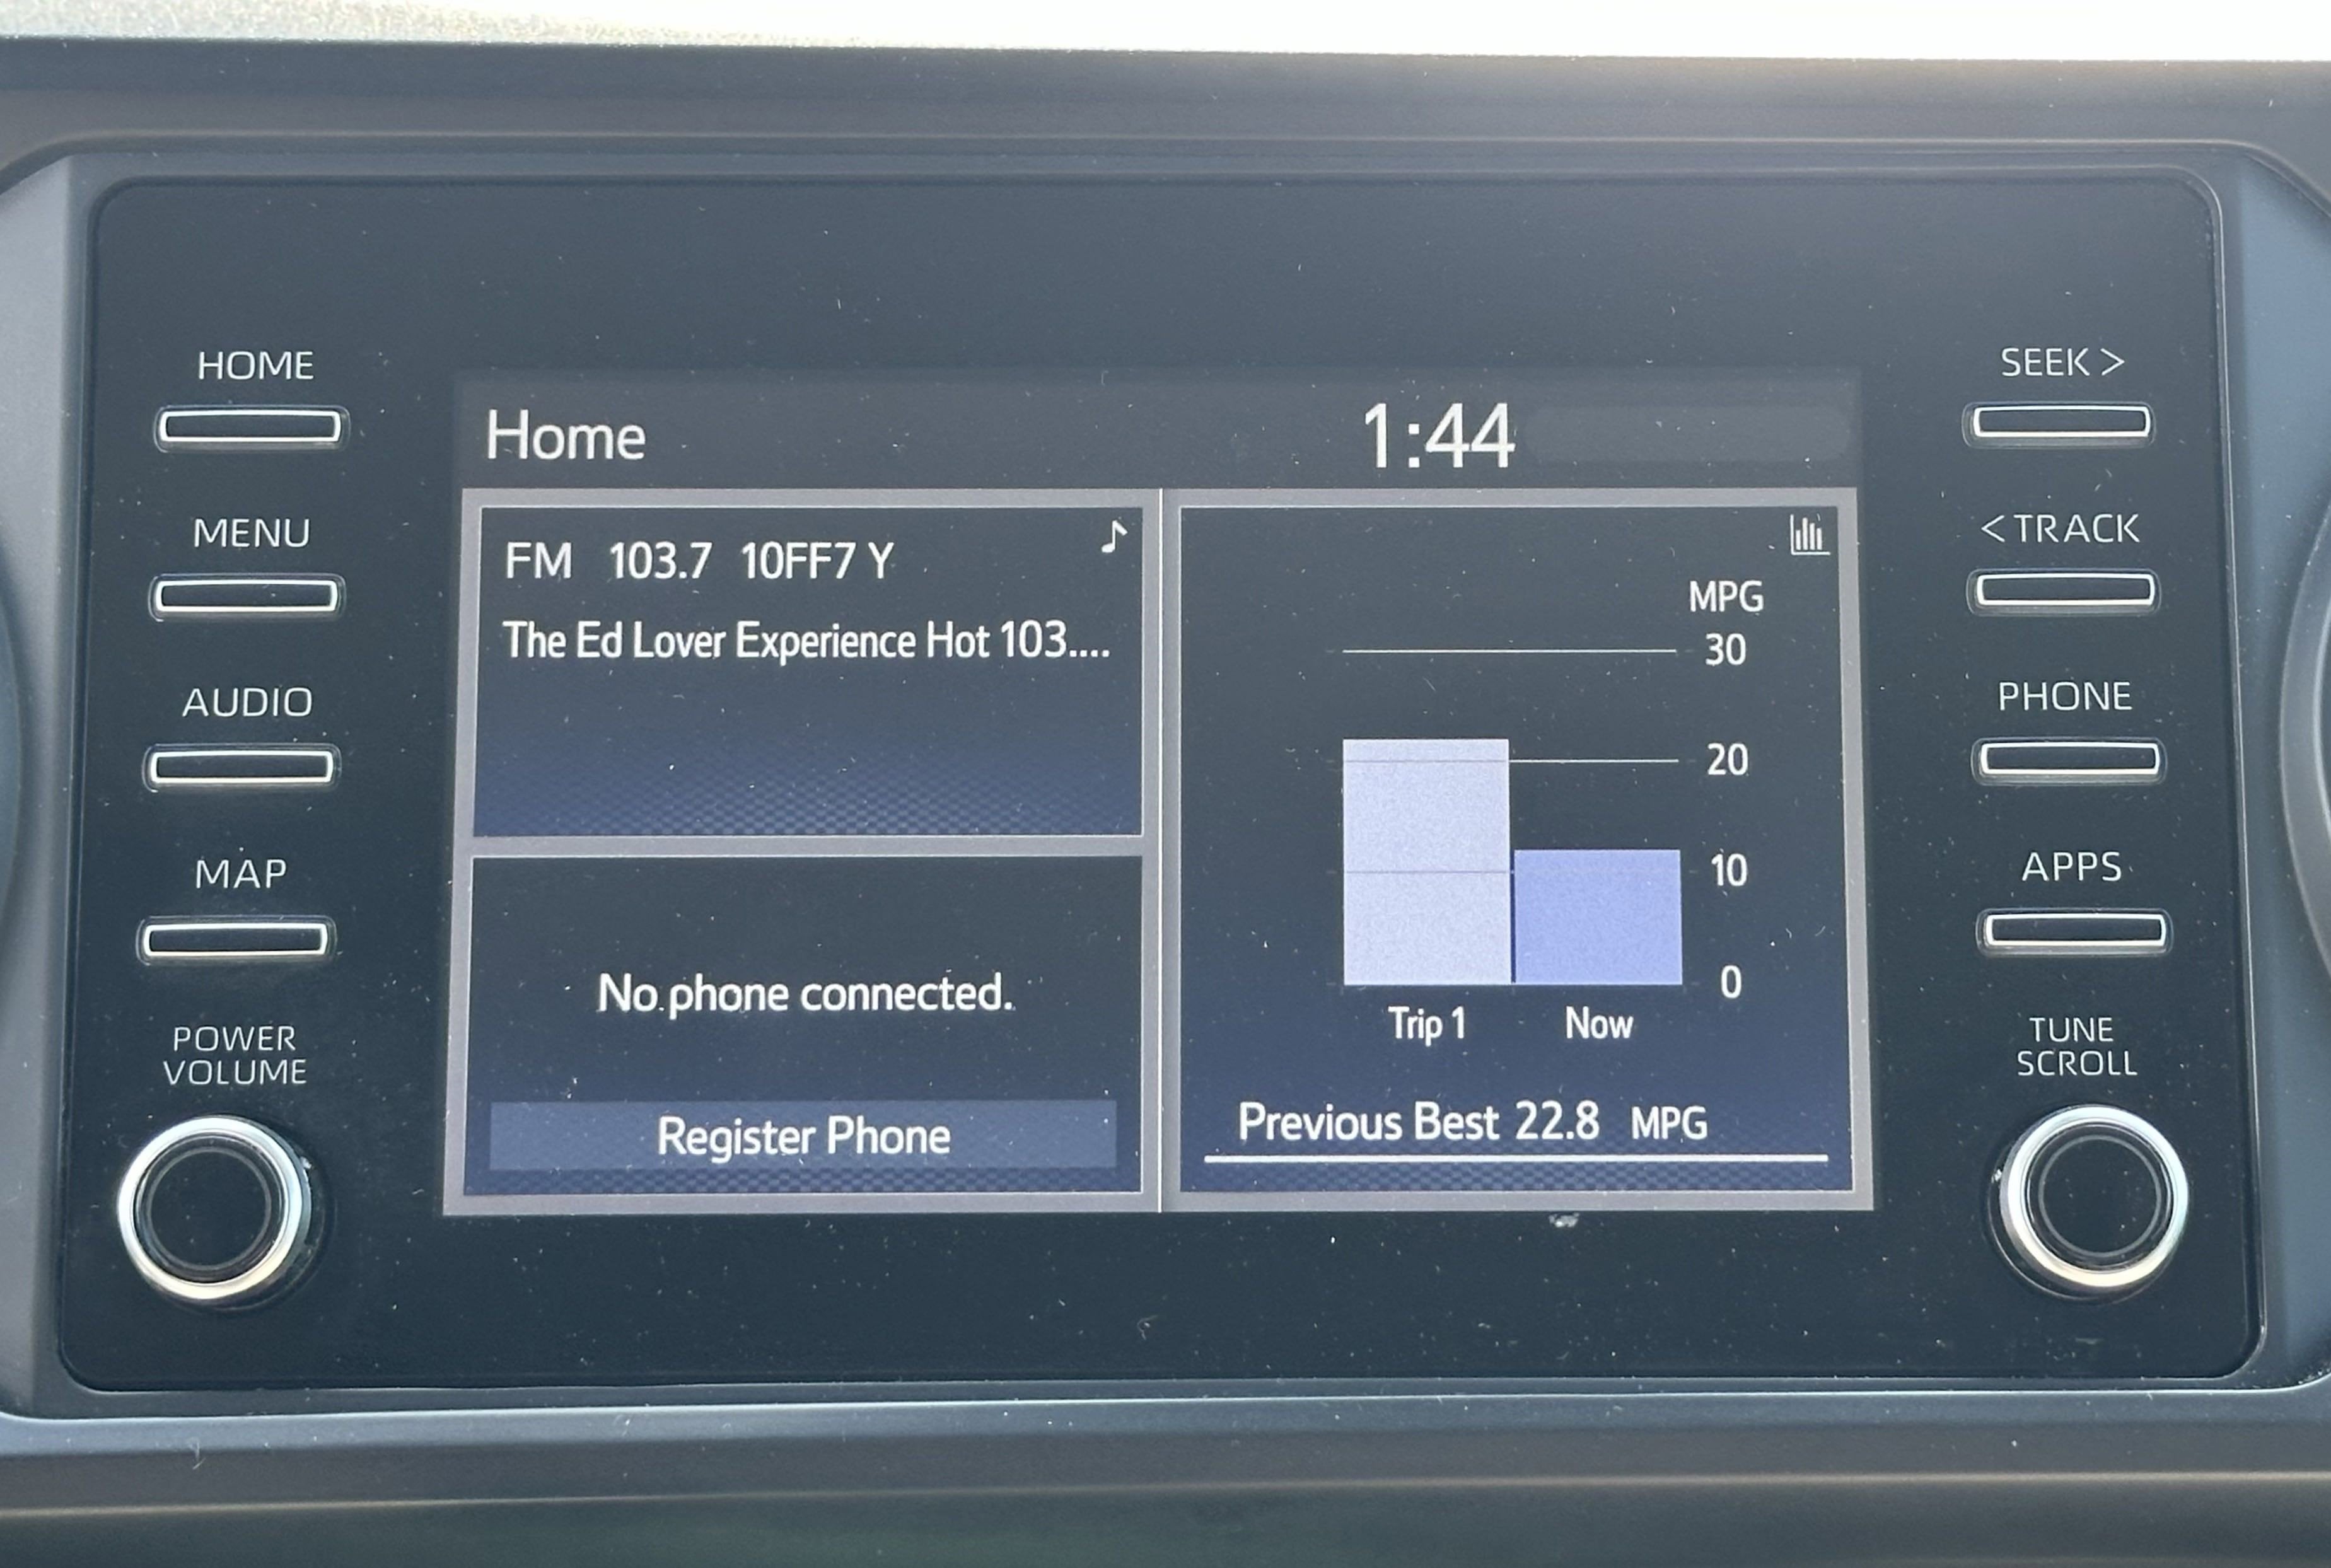 HOME
MENU
AUDIO
MAP
POWER
VOLUME
Home
1:44
FM 103.7 10FF7 Y
The Ed Lover Experience Hot 103....
No phone connected.
Register Phone
MPG
30
20
10
0
Trip 1 Now
Previous Best 22.8 MPG
SEEK >
< TRACK
PHONE
APPS
TUNE
SCROLL